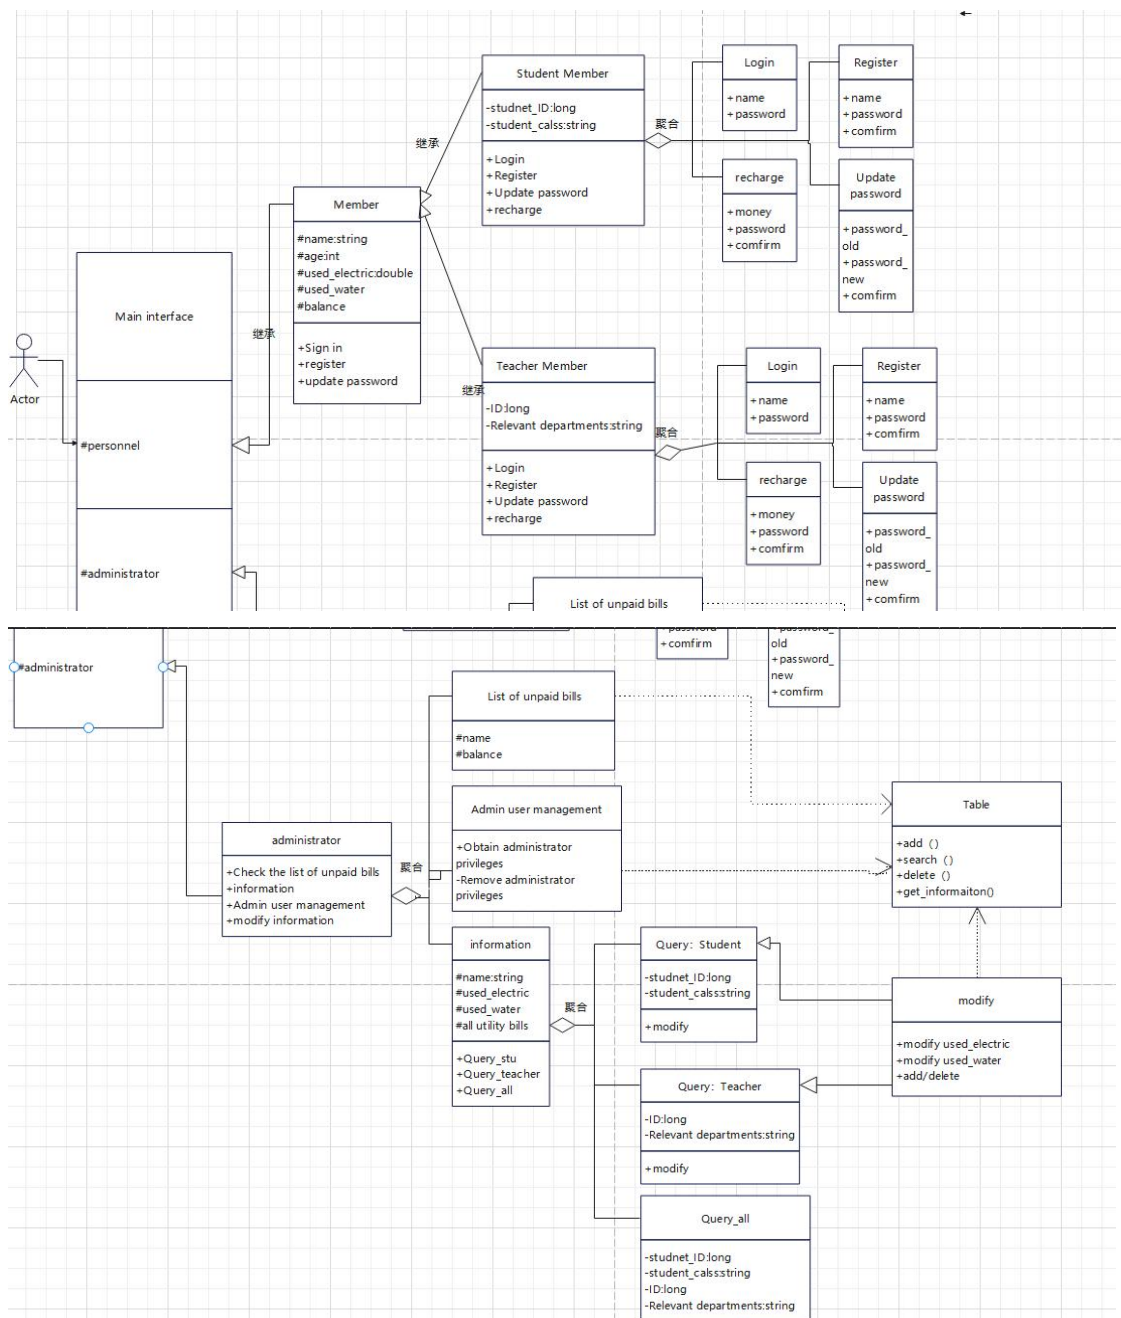 Student Member
-studnet_ID:long
-student_calss:string
+Login
+Register
+Update password
+recharge
聚合
Login
+name
+password
Register
+name
+password
+comfirm
recharge
+money
+password
+comfirm
Update
password
+password_
old
+password_
new
+comfirm
继承
Member
#name:string
#age:int
#used_electric:double
#used_water
#balance
+Sign in
+register
+update password
继承
Main interface
#personnel
#administrator
Actor
继承
Teacher Member
-ID:long
-Relevant departments:string
+Login
+Register
+Update password
+recharge
聚合
Login
+name
+password
Register
+name
+password
+comfirm
recharge
+money
+password
+comfirm
Update
password
+password_
old
+password_
new
+comfirm
List of unpaid bills
#administrator
+comfirm
old
+password_
new
+comfirm
List of unpaid bills
#name
#balance
Admin user management
+Obtain administrator
privileges
-Remove administrator
privileges
Table
+add（）
+search（）
+delete（）
+get_informaiton()
administrator
+Check the list of unpaid bills
+information
+Admin user management
+modify information
聚合
information
#name:string
#used_electric
#used_water
#all utility bills
+Query_stu
+Query_teacher
+Query_all
聚合
Query：Student
-studnet_ID:long
-student_calss:string
+modify
modify
+modify used_electric
+modify used_water
+add/delete
Query：Teacher
-ID:long
-Relevant departments:string
+modify
Query_all
-studnet_ID:long
-student_calss:string
-ID:long
-Relevant departments:string